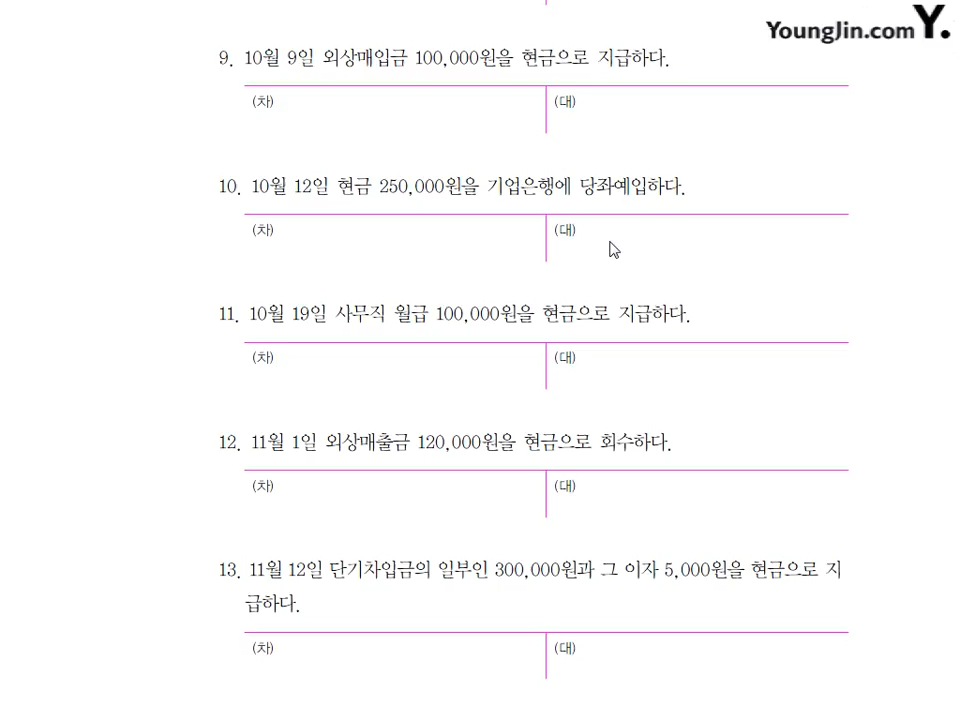 YoungJin.com Y.
9. 10월 9일 외상매입금 100,000원을 현금으로 지급하다.
(차) (대)
10. 10월 12일 현금 250,000원을 기업은행에 당좌예입하다.
(차) (대)
11. 10월 19일 사무직 월급 100,000원을 현금으로 지급하다.
(차) (대)
12. 11월 1일 외상매출금 120,000원을 현금으로 회수하다.
(차) (대)
13. 11월 12일 단기차입금의 일부인 300,000원과 그 이자 5,000원을 현금으로 지
급하다.
(차) (대)